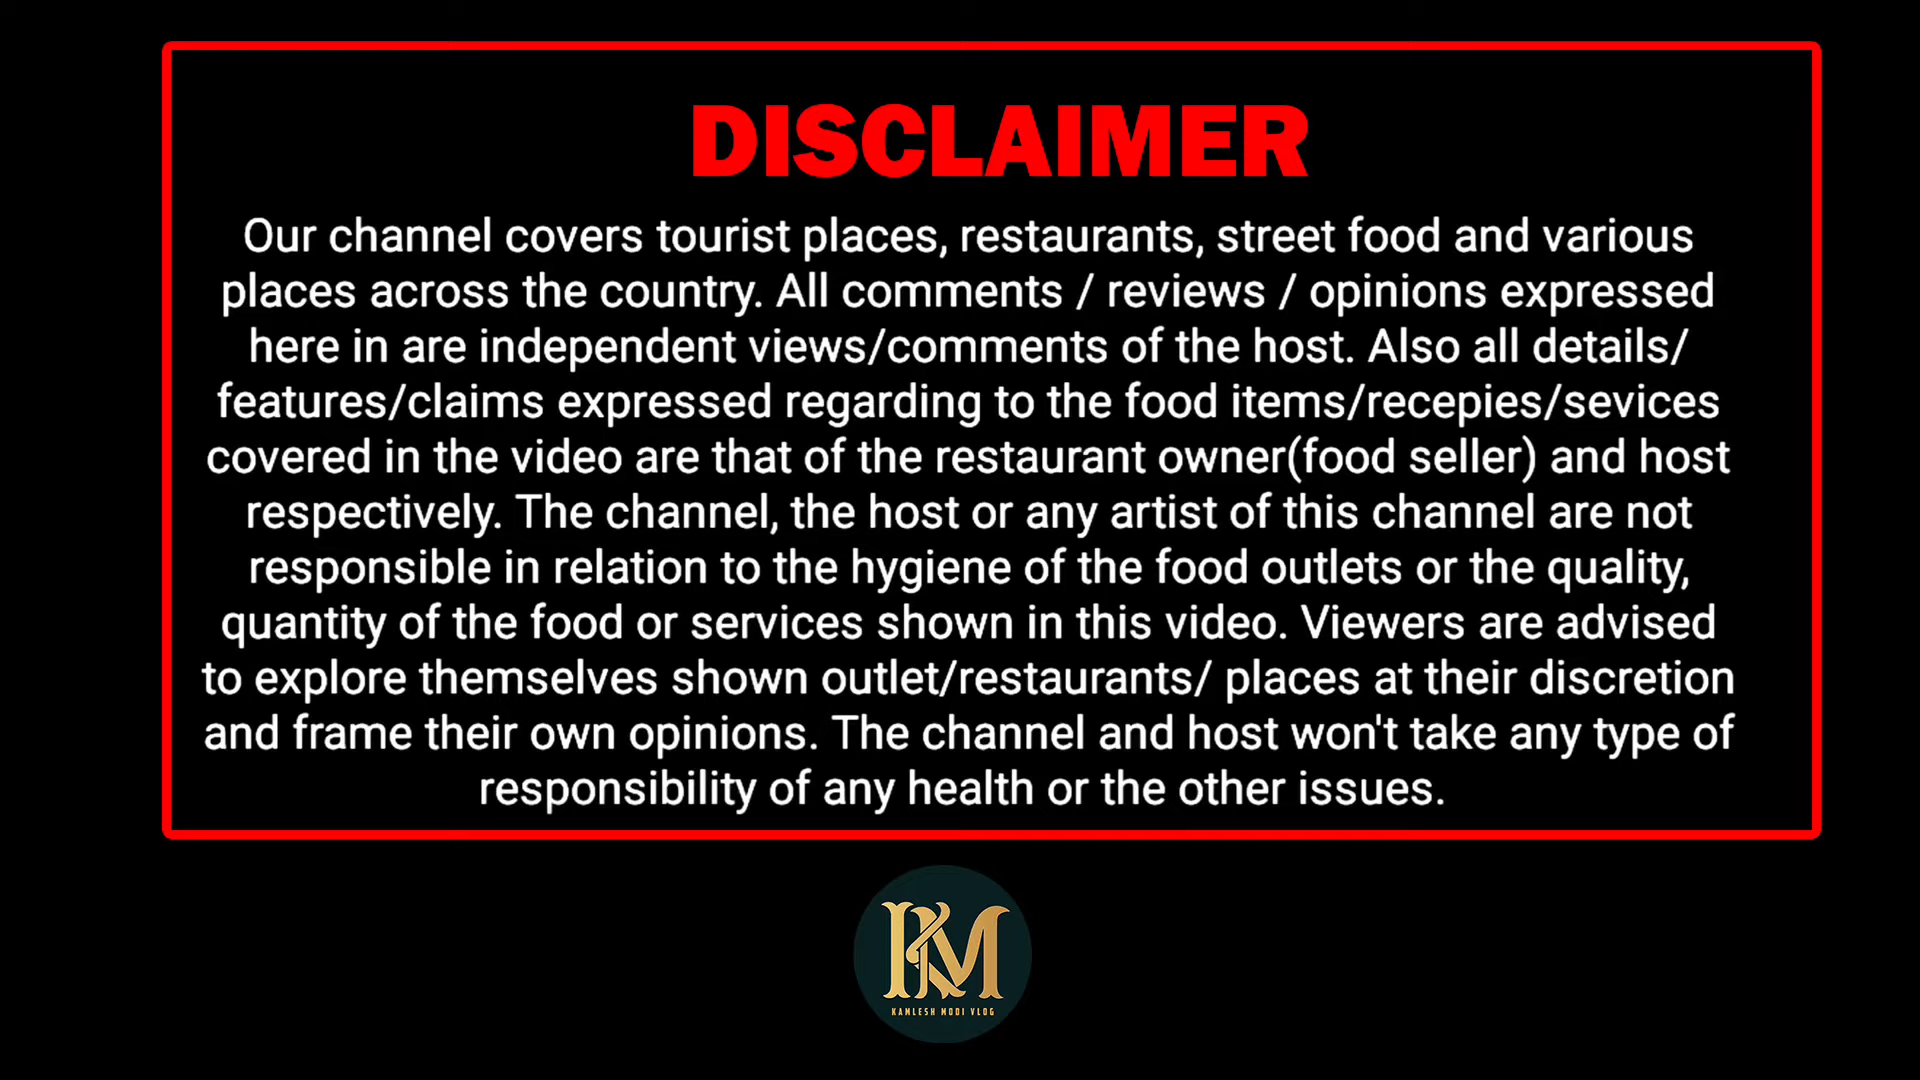 DISCLAIMER
Our channel covers tourist places, restaurants, street food and various
places across the country. All comments / reviews / opinions expressed
here in are independent views/comments of the host. Also all details/
features/claims expressed regarding to the food items/recepies/sevices
covered in the video are that of the restaurant owner(food seller) and host
respectively. The channel, the host or any artist of this channel are not
responsible in relation to the hygiene of the food outlets or the quality,
quantity of the food or services shown in this video. Viewers are advised
to explore themselves shown outlet/restaurants/ places at their discretion
and frame their own opinions. The channel and host won't take any type of
responsibility of any health or the other issues.
KM
KAMLESH MODI VLOG